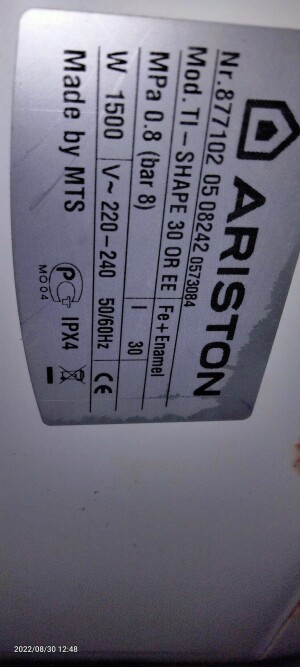 ARISTON
Nr.877102 05 08242 0573084
Mod. TI-SHAPE 30 OR EE Fe+Enamel
MPa 0.8 (bar 8) l 30
W 1500 V~ 220-240 50/60Hz CE
Made by MTS IPX4
MO04
2022/08/30 12:48